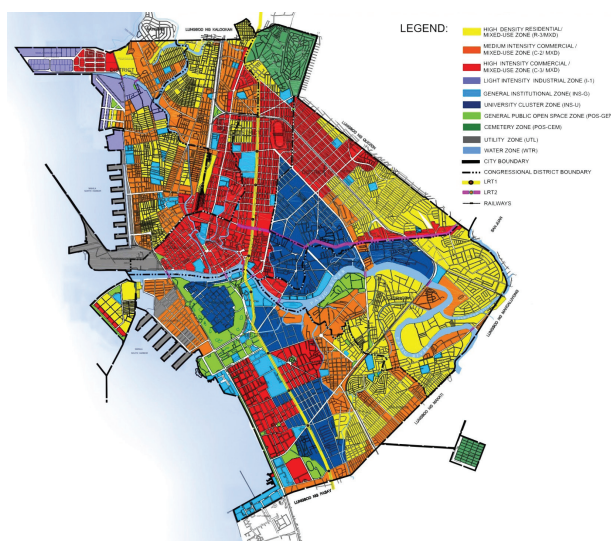 LEGEND:
HIGH DENSITY RESIDENTIAL/
MIXED-USE ZONE (R-3/MXD)
MEDIUM INTENSITY COMMERCIAL /
MIXED-USE ZONE (C-2/ MXD)
HIGH INTENSITY COMMERCIAL /
MIXED-USE ZONE (C-3/ MXD)
LIGHT INTENSITY INDUSTRIAL ZONE (I-1)
GENERAL INSTITUTIONAL ZONE( INS-G)
UNIVERSITY CLUSTER ZONE (INS-U)
GENERAL PUBLIC OPEN SPACE ZONE (POS-GEN
CEMETERY ZONE (POS-CEM)
UTILITY ZONE (UTL)
WATER ZONE (WTR)
CITY BOUNDARY
CONGRESSIONAL DISTRICT BOUNDARY
LRT1
LRT2
RAILWAYS
LUNGSOD NG KALOOKAN
LUNGSOD NG QUEZON
SAN JUAN
LUNGSOD NG MANDALUYONG
LUNGSOD NG MAKATI
LUNGSOD NG PASAY